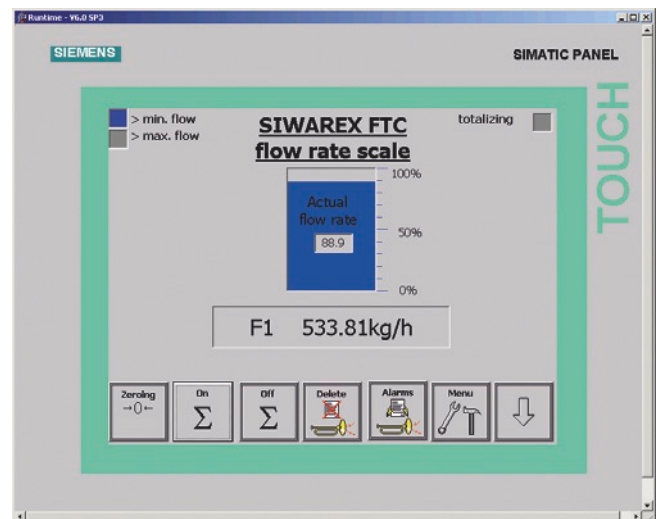 Runtime - V6.0 SP3
SIEMENS
SIMATIC PANEL
TOUCH
> min. flow
> max. flow
SIWAREX FTC
flow rate scale
totalizing
100%
Actual
flow rate
88.9
50%
0%
F1 533.81kg/h
Zeroing
→0←
On
Σ
Off
Σ
Delete
Alarms
Menu